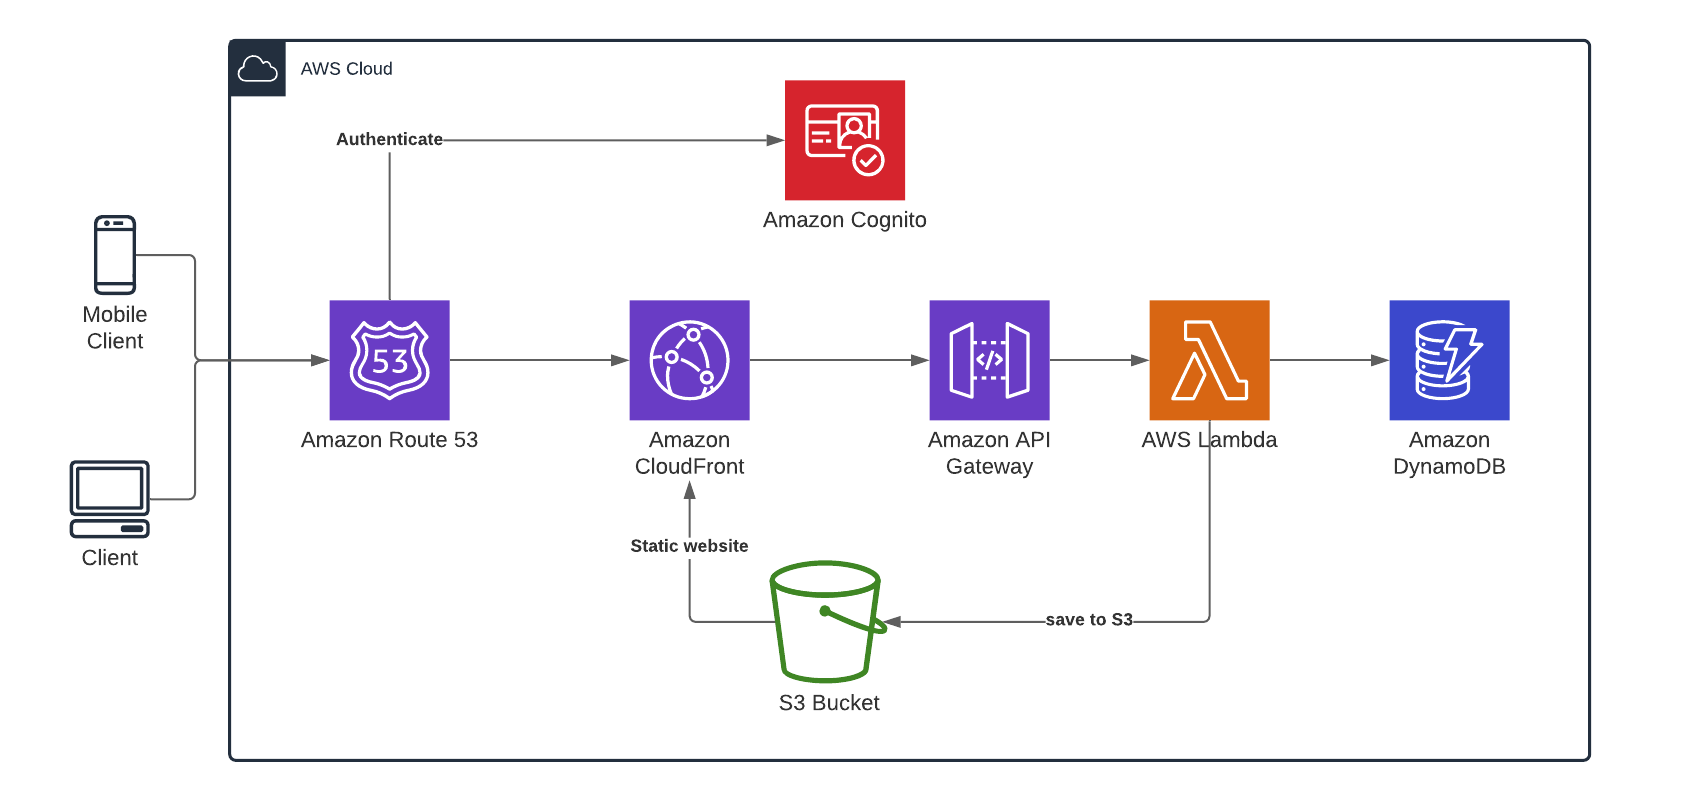 AWS Cloud
Authenticate
Amazon Cognito
Mobile
Client
53
</>
Amazon Route 53
Amazon
CloudFront
Amazon API
Gateway
AWS Lambda
Amazon
DynamoDB
Static website
Client
save to S3
S3 Bucket